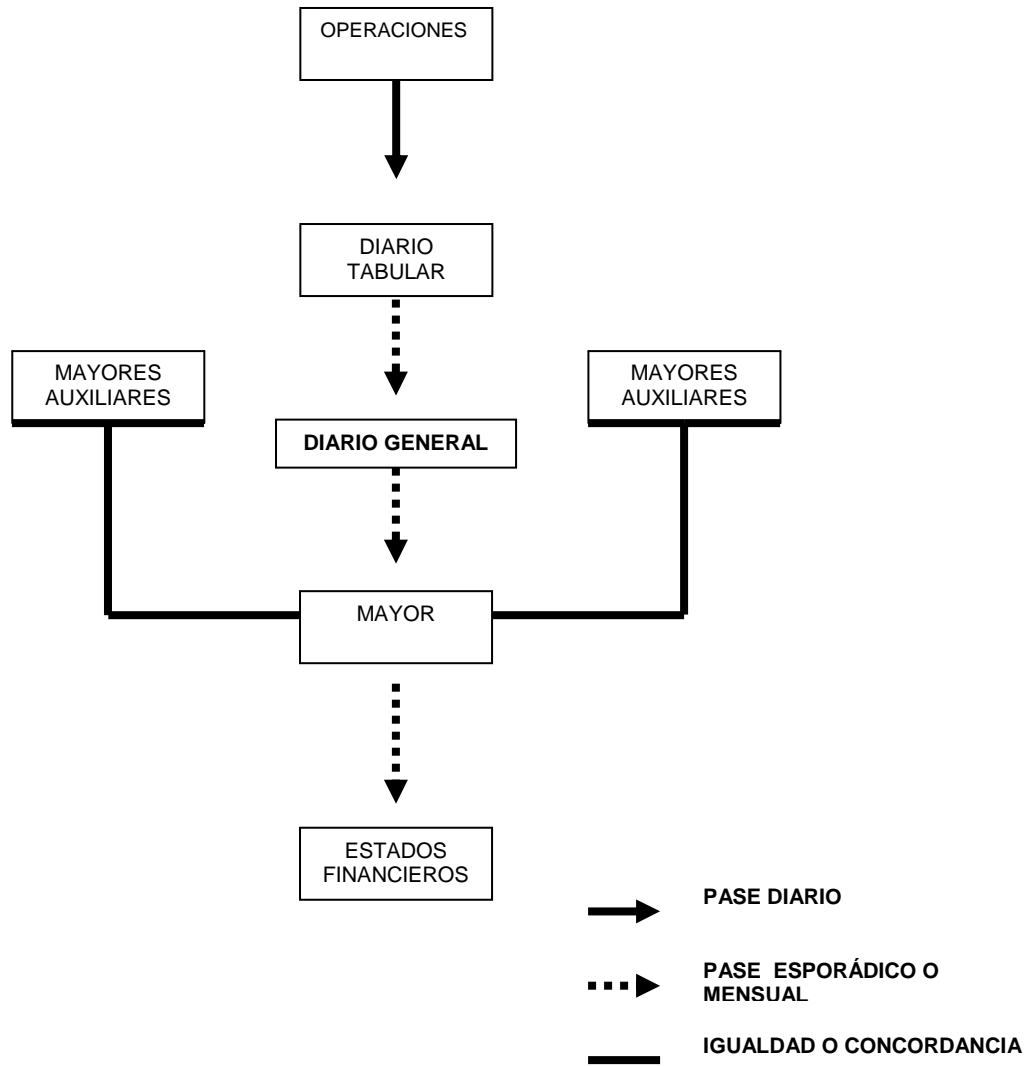 OPERACIONES
DIARIO
TABULAR
MAYORES
AUXILIARES
MAYORES
AUXILIARES
DIARIO GENERAL
MAYOR
ESTADOS
FINANCIEROS
PASE DIARIO
PASE ESPORÁDICO O
MENSUAL
IGUALDAD O CONCORDANCIA